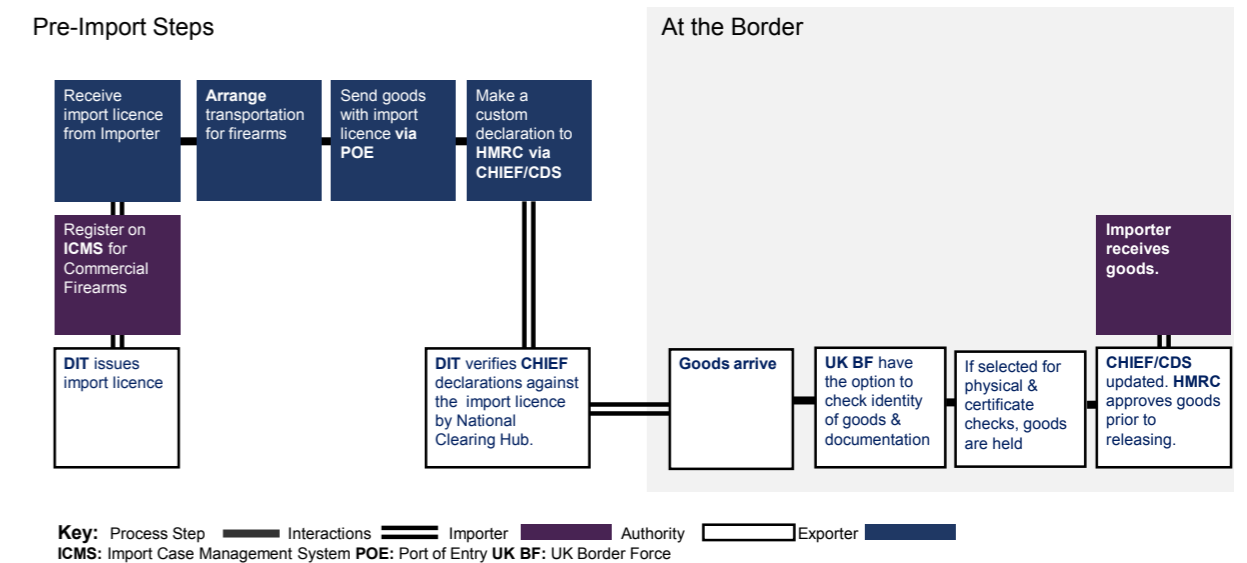 Pre-Import Steps
At the Border
Receive
import licence
from Importer
Arrange
transportation
for firearms
Send goods
with import
licence via
POE
Make a
custom
declaration to
HMRC via
CHIEF/CDS
Register on
ICMS for
Commercial
Firearms
Importer
receives
goods.
DIT issues
import licence
DIT verifies CHIEF
declarations against
the import licence
by National
Clearing Hub.
Goods arrive
UK BF have
the option to
check identity
of goods &
documentation
If selected for
physical &
certificate
checks, goods
are held
CHIEF/CDS
updated. HMRC
approves goods
prior to
releasing.
Key: Process Step Interactions Importer Authority Exporter
ICMS: Import Case Management System POE: Port of Entry UK BF: UK Border Force